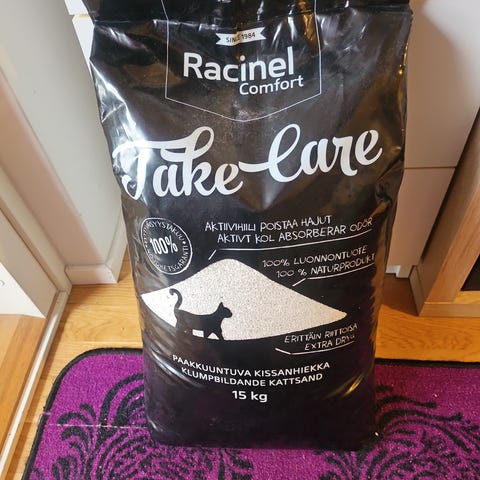 SINCE 1984
Racinel
Comfort
Take Care
AKTIIVIHIILI POISTAA HAJUT
AKTIVT KOL ABSORBERAR ODÖR
100%
100% LUONNONTUOTE
100 % NATURPRODUKT
ERITTÄIN RIITTOISA
EXTRA DRYG
PAAKKUUNTUVA KISSANHIEKKA
KLUMPBILDANDE KATTSAND
15 kg